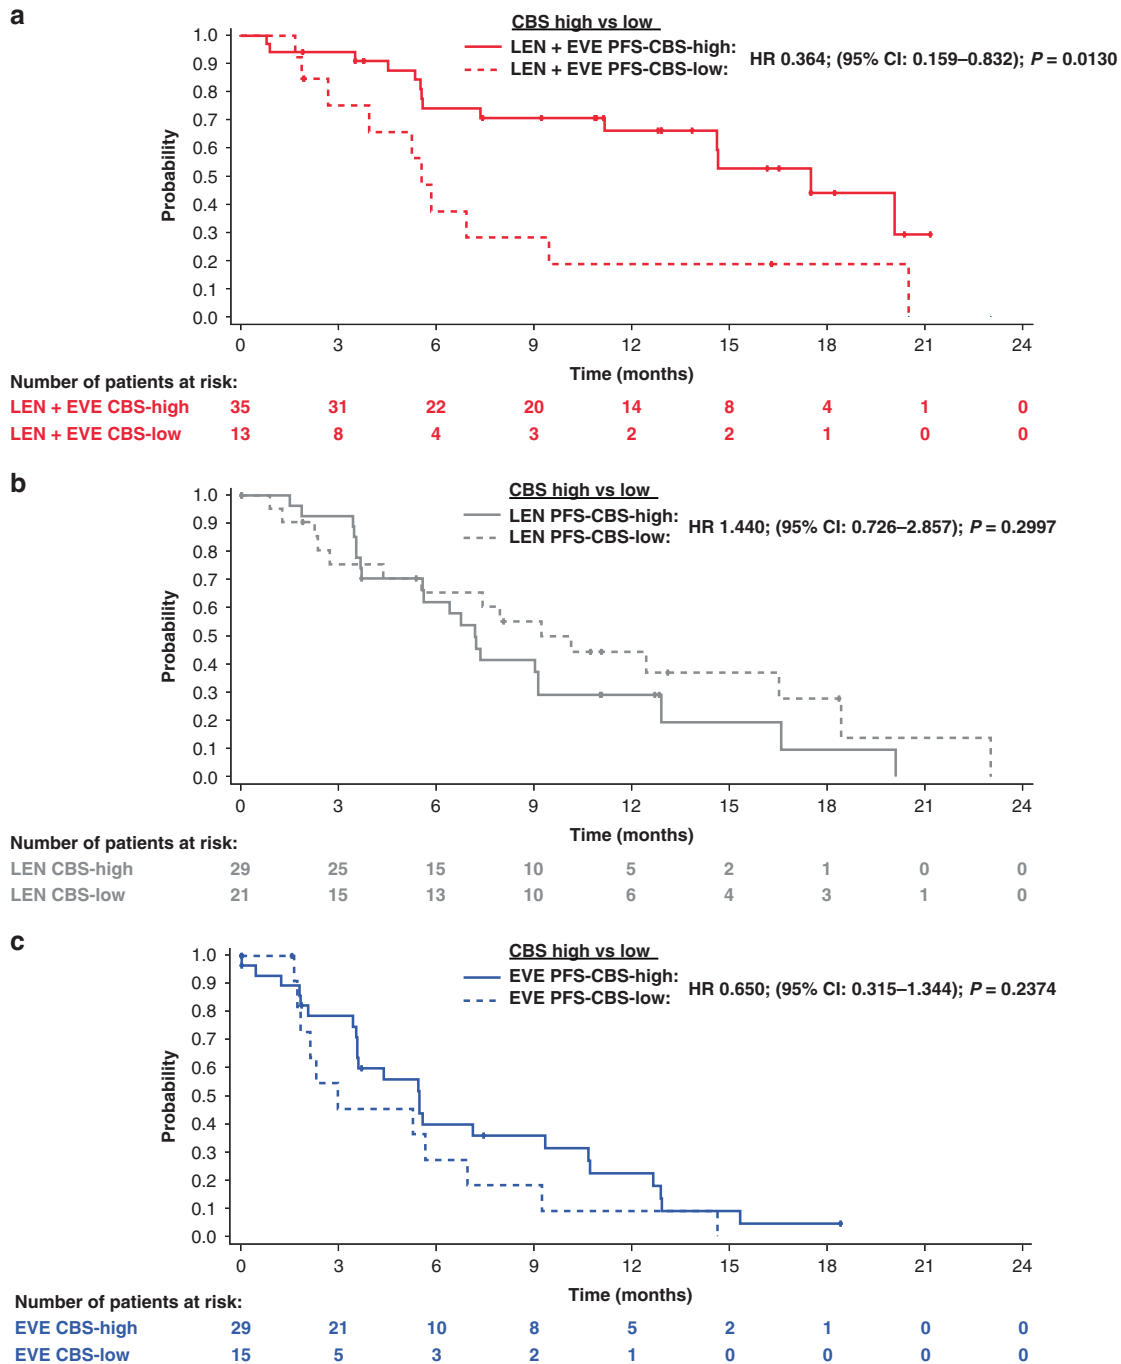 a
CBS high vs low
LEN + EVE PFS-CBS-high:
LEN + EVE PFS-CBS-low:
HR 0.364; (95% CI: 0.159–0.832); P = 0.0130
Probability
1.0
0.9
0.8
0.7
0.6
0.5
0.4
0.3
0.2
0.1
0.0
0 3 6 9 12 15 18 21 24
Time (months)
Number of patients at risk:
LEN + EVE CBS-high 35 31 22 20 14 8 4 1 0
LEN + EVE CBS-low 13 8 4 3 2 2 1 0 0
b
CBS high vs low
LEN PFS-CBS-high:
LEN PFS-CBS-low:
HR 1.440; (95% CI: 0.726–2.857); P = 0.2997
Probability
1.0
0.9
0.8
0.7
0.6
0.5
0.4
0.3
0.2
0.1
0.0
0 3 6 9 12 15 18 21 24
Time (months)
Number of patients at risk:
LEN CBS-high 29 25 15 10 5 2 1 0 0
LEN CBS-low 21 15 13 10 6 4 3 1 0
c
CBS high vs low
EVE PFS-CBS-high:
EVE PFS-CBS-low:
HR 0.650; (95% CI: 0.315–1.344); P = 0.2374
Probability
1.0
0.9
0.8
0.7
0.6
0.5
0.4
0.3
0.2
0.1
0.0
0 3 6 9 12 15 18 21 24
Time (months)
Number of patients at risk:
EVE CBS-high 29 21 10 8 5 2 1 0 0
EVE CBS-low 15 5 3 2 1 0 0 0 0